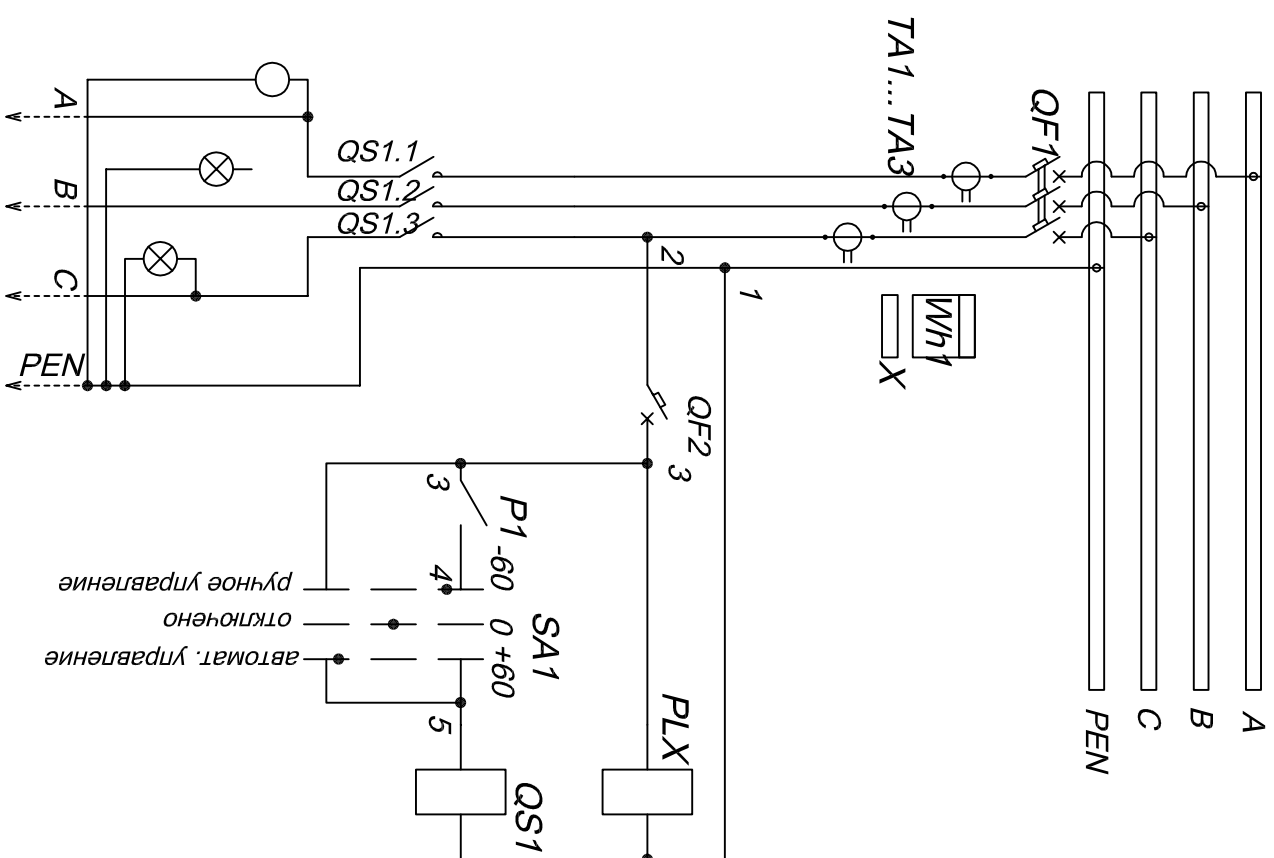 TA1...TA3
QF1
A
QS1.1
B
QS1.2
QS1.3
C
2
1
PEN
Wh1
X
QF2
3
3
P1
-60
4
ручное управление
отключено
0
SA1
автомат. управление
+60
5
PLX
QS1
PEN
C
B
A